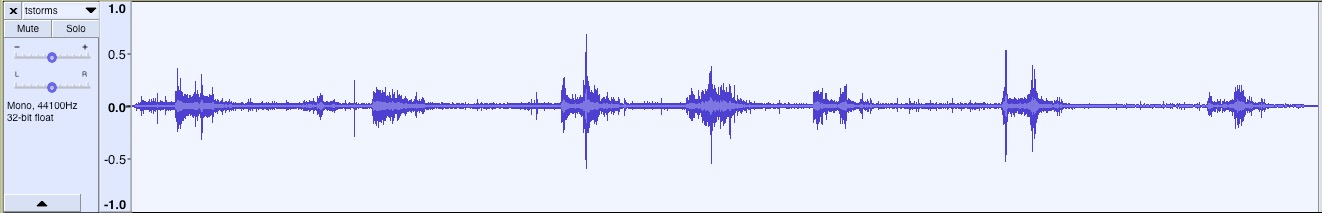 tstorms
Mute Solo
- +
L R
Mono, 44100Hz
32-bit float
1.0
0.5-
0.0-
-0.5-
-1.0